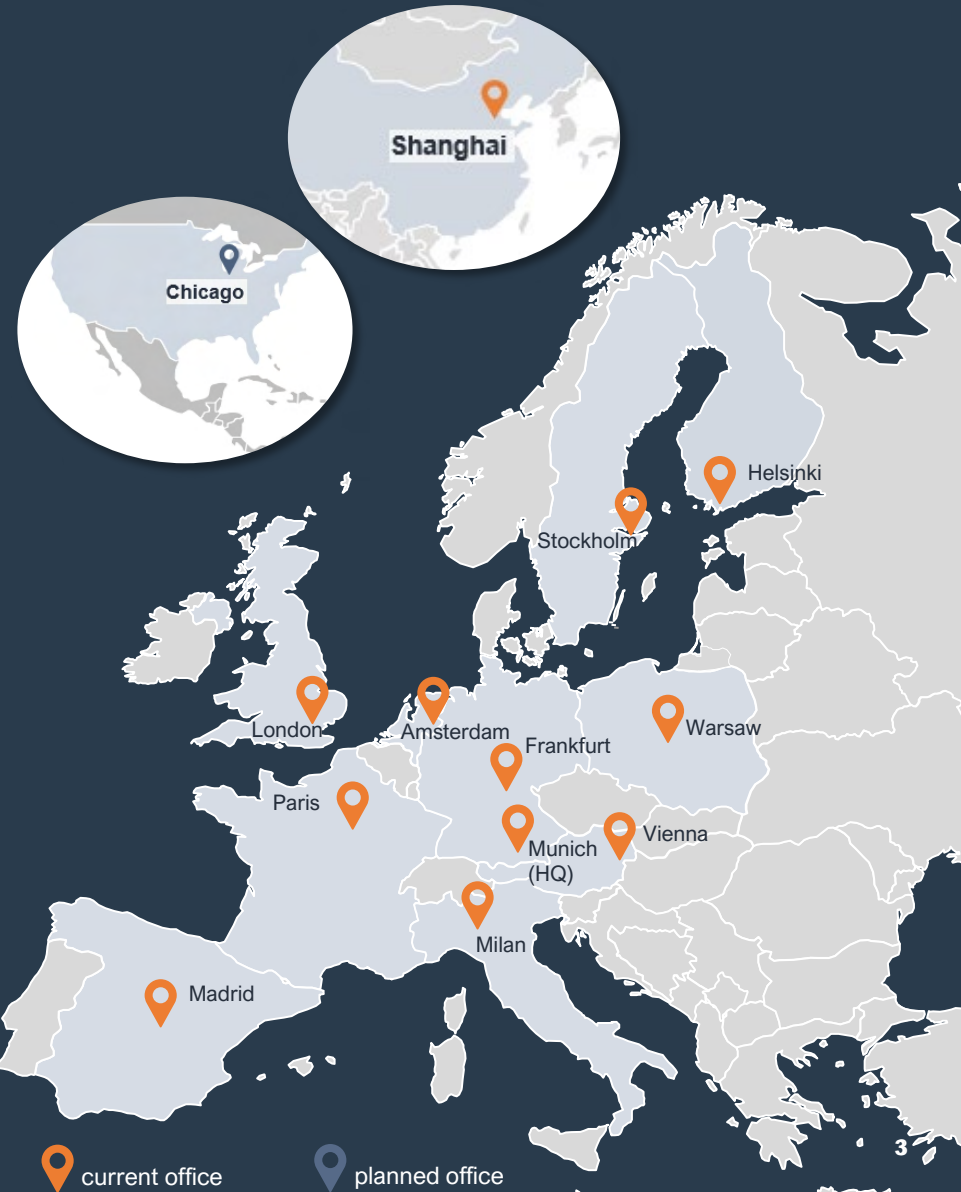 Shanghai
Chicago
Helsinki
Stockholm
London
Amsterdam
Warsaw
Frankfurt
Paris
Vienna
Munich
(HQ)
Milan
Madrid
3
current office
planned office